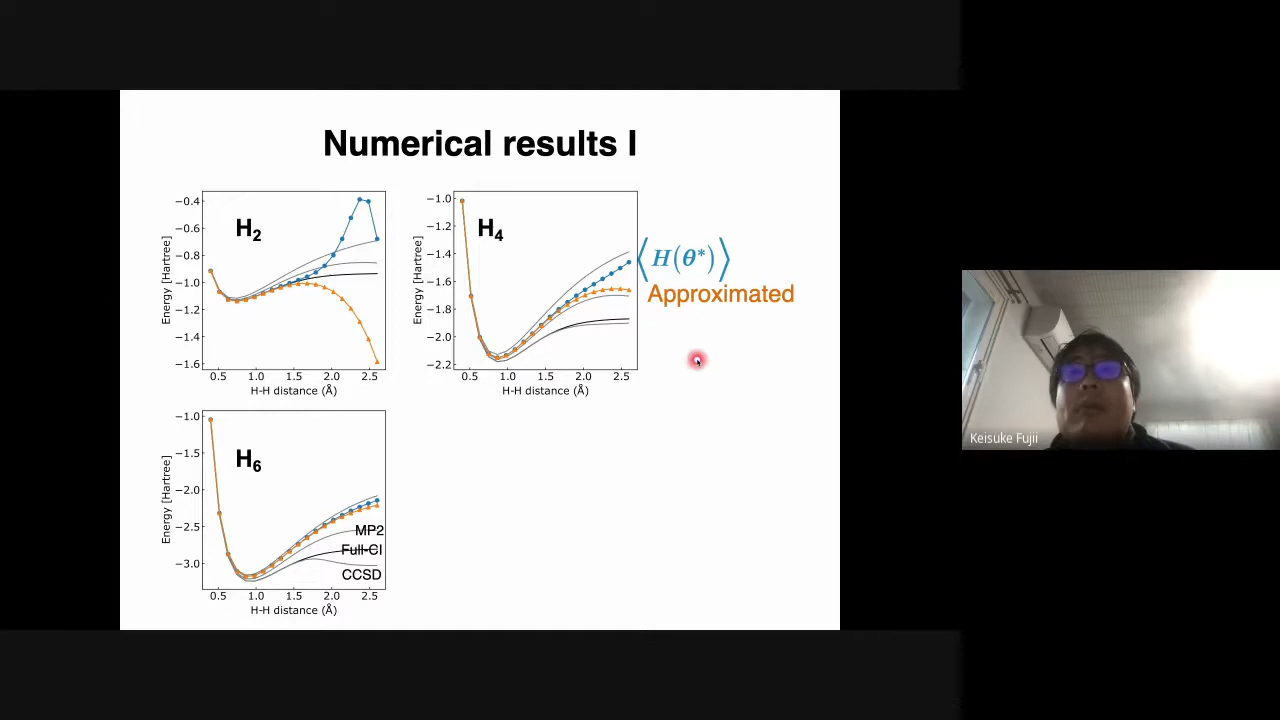 Numerical results I
H2
−0.4
−0.6
−0.8
−1.0
−1.2
−1.4
−1.6
Energy [Hartree]
0.5 1.0 1.5 2.0 2.5
H-H distance (Å)
H4
−1.0
−1.2
−1.4
−1.6
−1.8
−2.0
−2.2
Energy [Hartree]
0.5 1.0 1.5 2.0 2.5
H-H distance (Å)
⟨H(θ*)⟩
Approximated
H6
−1.0
−1.5
−2.0
−2.5
−3.0
Energy [Hartree]
MP2
Full-CI
CCSD
0.5 1.0 1.5 2.0 2.5
H-H distance (Å)
Keisuke Fujii